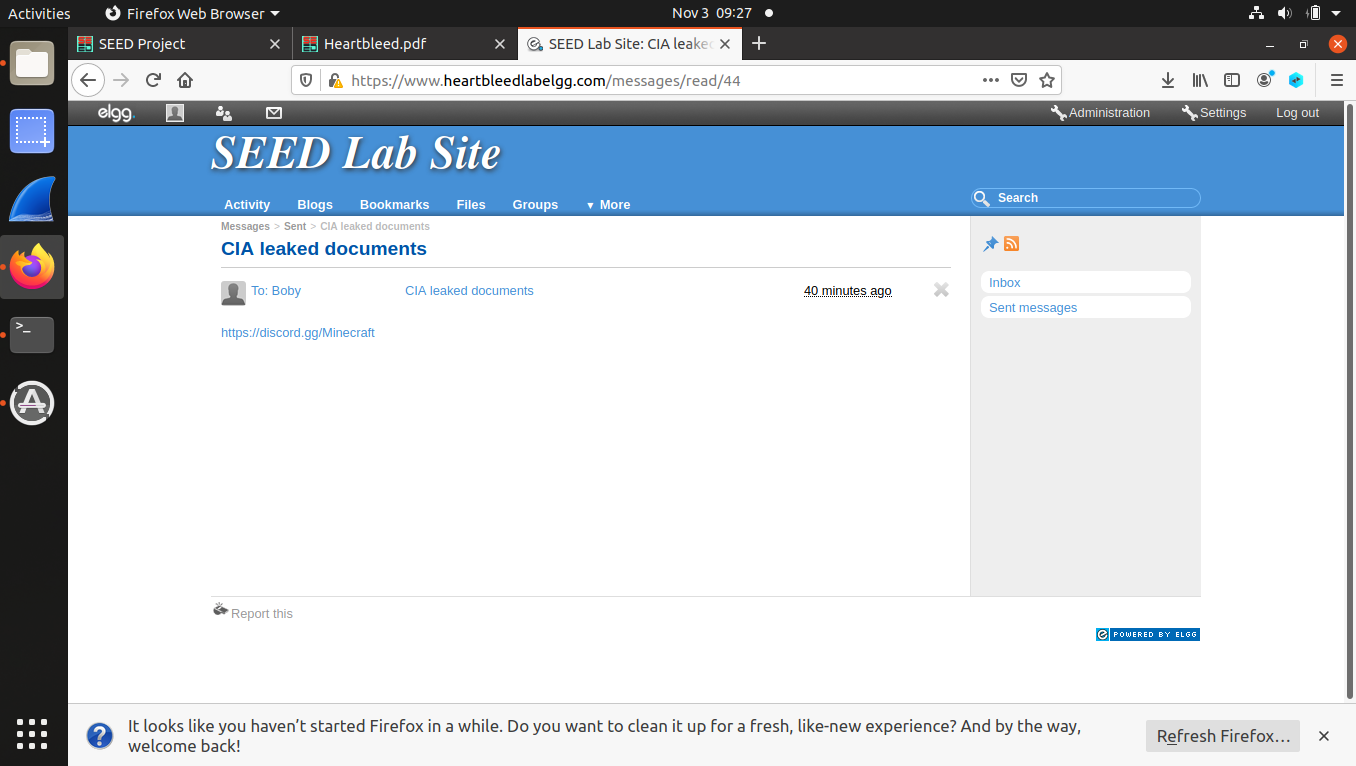 Activities
Firefox Web Browser
Nov 3 09:27
SEED Project
Heartbleed.pdf
SEED Lab Site: CIA leaked
https://www.heartbleedlabelgg.com/messages/read/44
elgg.
Administration
Settings
Log out
SEED Lab Site
Activity
Blogs
Bookmarks
Files
Groups
▼ More
Search
Messages > Sent > CIA leaked documents
CIA leaked documents
To: Boby
CIA leaked documents
40 minutes ago
https://discord.gg/Minecraft
Inbox
Sent messages
Report this
POWERED BY ELGG
It looks like you haven’t started Firefox in a while. Do you want to clean it up for a fresh, like-new experience? And by the way,
welcome back!
Refresh Firefox…